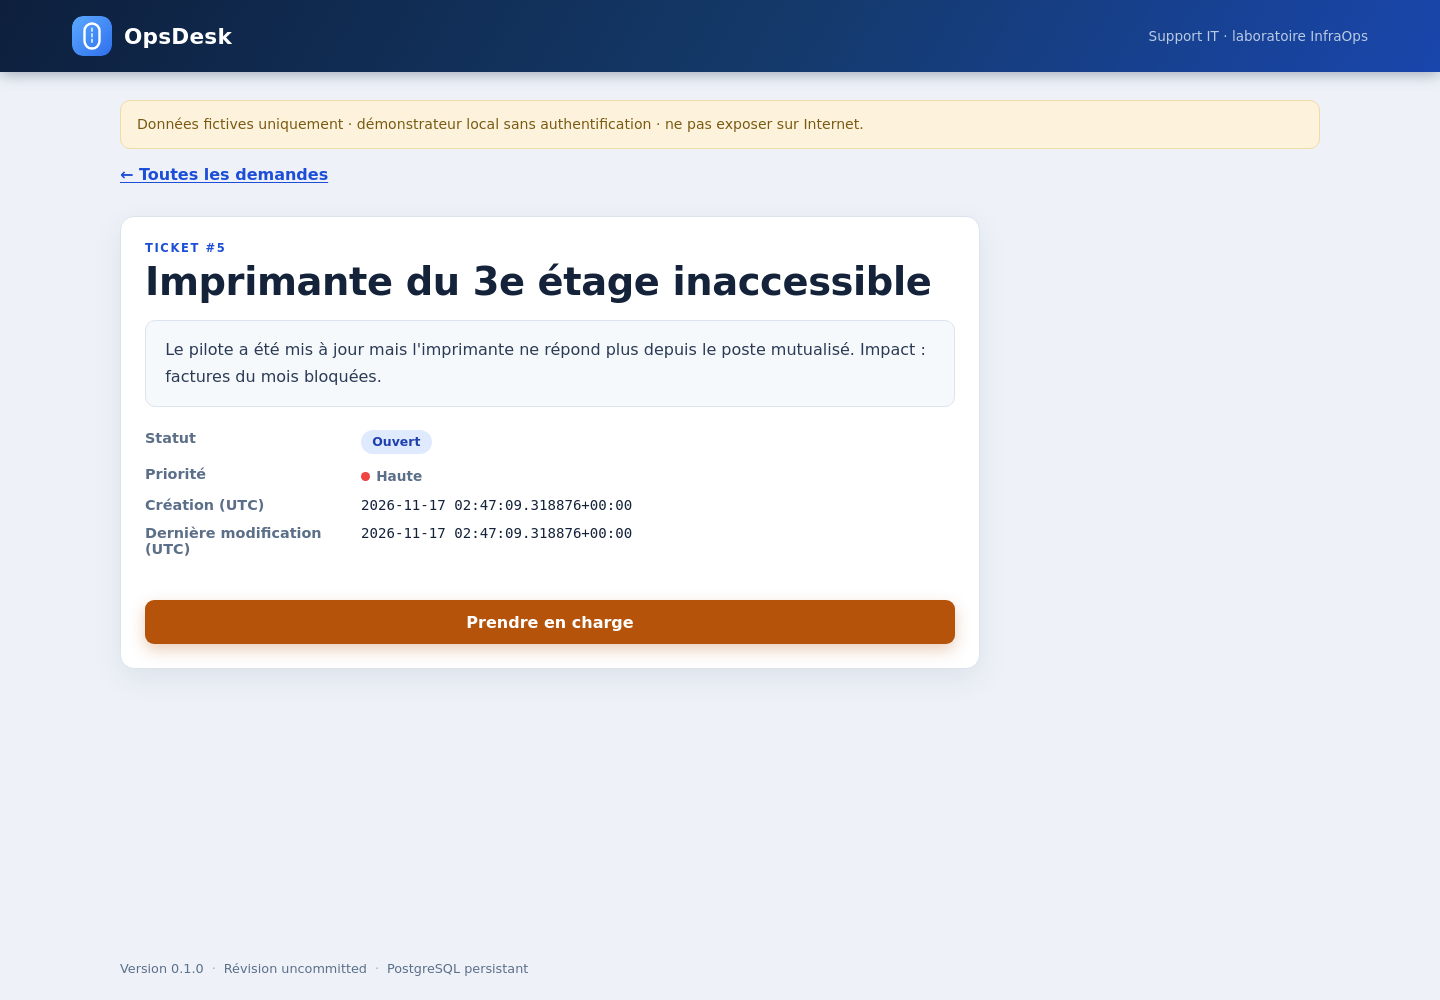 OpsDesk
Support IT · laboratoire InfraOps
Données fictives uniquement · démonstrateur local sans authentification · ne pas exposer sur Internet.
← Toutes les demandes
TICKET #5
Imprimante du 3e étage inaccessible
Le pilote a été mis à jour mais l'imprimante ne répond plus depuis le poste mutualisé. Impact :
factures du mois bloquées.
Statut
Ouvert
Priorité
Haute
Création (UTC)
2026-11-17 02:47:09.318876+00:00
Dernière modification
(UTC)
2026-11-17 02:47:09.318876+00:00
Prendre en charge
Version 0.1.0 · Révision uncommitted · PostgreSQL persistant